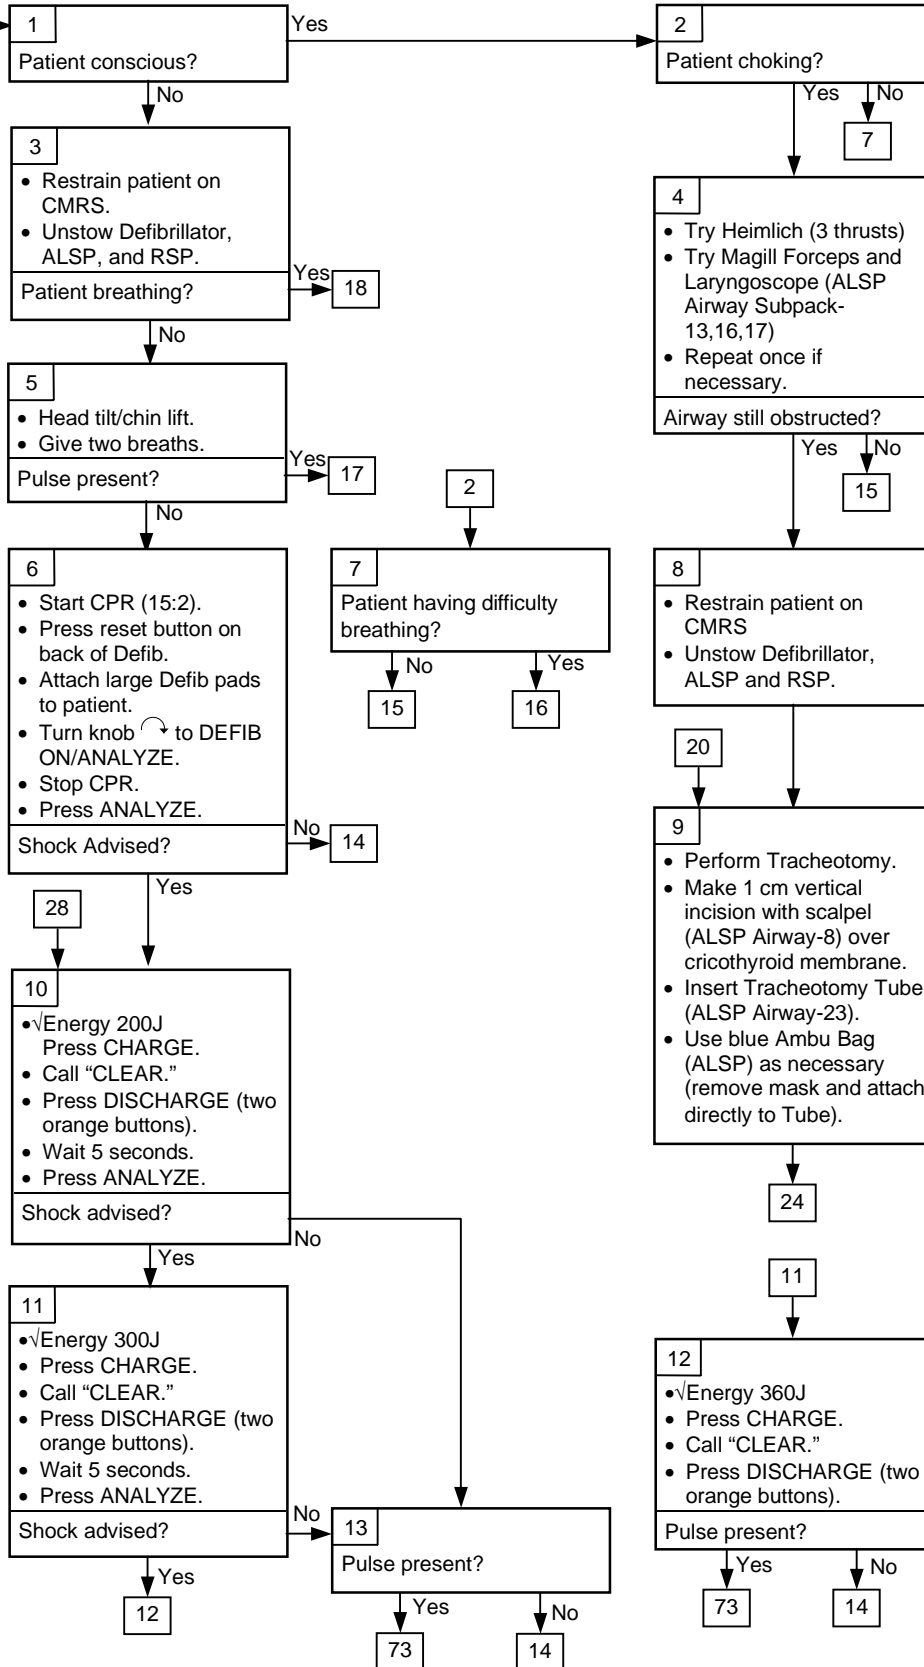 1
Patient conscious?
Yes
No
2
Patient choking?
Yes
No
7
3
• Restrain patient on
CMRS.
• Unstow Defibrillator,
ALSP, and RSP.
Patient breathing?
Yes
18
No
4
• Try Heimlich (3 thrusts)
• Try Magill Forceps and
Laryngoscope (ALSP
Airway Subpack-
13,16,17)
• Repeat once if
necessary.
Airway still obstructed?
Yes
No
15
5
• Head tilt/chin lift.
• Give two breaths.
Pulse present?
Yes
17
No
6
• Start CPR (15:2).
• Press reset button on
back of Defib.
• Attach large Defib pads
to patient.
• Turn knob ↷ to DEFIB
ON/ANALYZE.
• Stop CPR.
• Press ANALYZE.
Shock Advised?
No
14
Yes
2
7
Patient having difficulty
breathing?
No
Yes
15
16
8
• Restrain patient on
CMRS
• Unstow Defibrillator,
ALSP and RSP.
20
9
• Perform Tracheotomy.
• Make 1 cm vertical
incision with scalpel
(ALSP Airway-8) over
cricothyroid membrane.
• Insert Tracheotomy Tube
(ALSP Airway-23).
• Use blue Ambu Bag
(ALSP) as necessary
(remove mask and attach
directly to Tube).
24
28
10
•√Energy 200J
Press CHARGE.
• Call “CLEAR.”
• Press DISCHARGE (two
orange buttons).
• Wait 5 seconds.
• Press ANALYZE.
Shock advised?
No
Yes
11
•√Energy 300J
• Press CHARGE.
• Call “CLEAR.”
• Press DISCHARGE (two
orange buttons).
• Wait 5 seconds.
• Press ANALYZE.
Shock advised?
No
Yes
12
13
Pulse present?
Yes
No
73
14
11
12
•√Energy 360J
• Press CHARGE.
• Call “CLEAR.”
• Press DISCHARGE (two
orange buttons).
Pulse present?
Yes
No
73
14